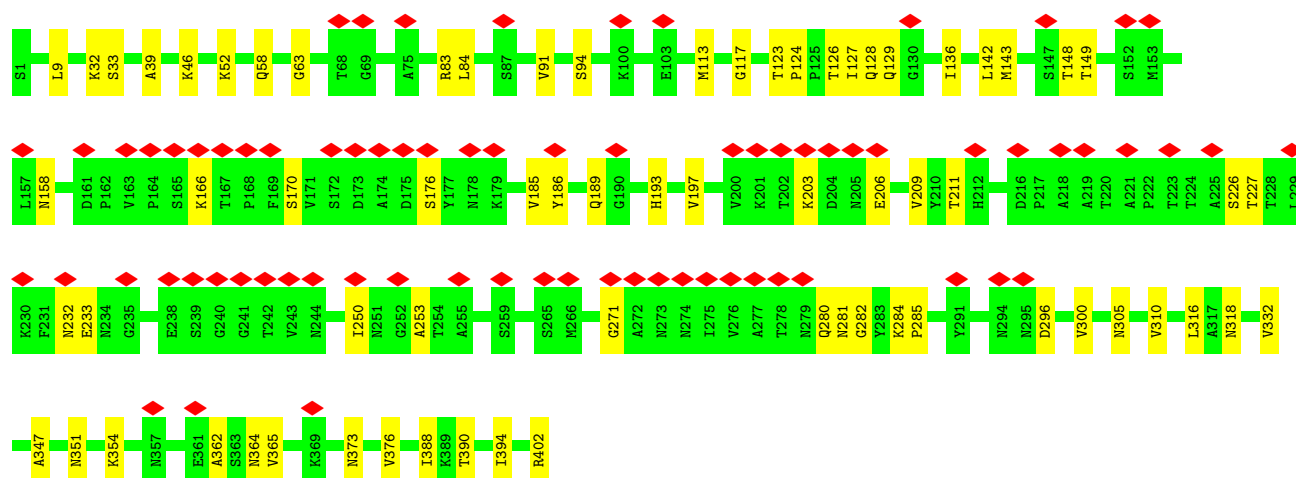 S1 L9 K32 S33 A39 K46 K52 Q58 G63 T68 G69 A75 R83 L84 S87 V91 S94 K100 E103 M113 G117 T123 P124 P125 T126 I127 Q128 Q129 G130 I136 L142 M143 S147 T148 T149 S152 M153
L157 N158 D161 P162 V163 P164 S165 K166 T167 P168 F169 S170 V171 S172 D173 A174 D175 S176 Y177 N178 K179 V185 Y186 Q189 G190 H193 V197 V200 K201 T202 K203 D204 N205 E206 V209 Y210 T211 H212 D216 P217 A218 A219 T220 A221 P222 T223 T224 A225 S226 T227 T228 L229
K230 F231 N232 E233 N234 G235 E238 S239 G240 G241 T242 V243 N244 I250 N251 G252 A253 T254 A255 S259 S265 M266 G271 A272 N273 N274 I275 V276 A277 T278 N279 Q280 N281 G282 Y283 K284 P285 Y291 N294 N295 D296 V300 N305 V310 L316 A317 N318 V332
A347 N351 K354 N357 E361 A362 S363 N364 V365 K369 N373 V376 I388 K389 T390 I394 R402